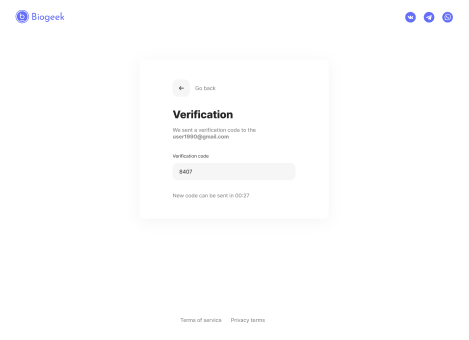 Biogeek
Go back
Verification
We sent a verification code to the
user1990@gmail.com
Verification code
8407
New code can be sent in 00:27
Terms of service Privacy terms